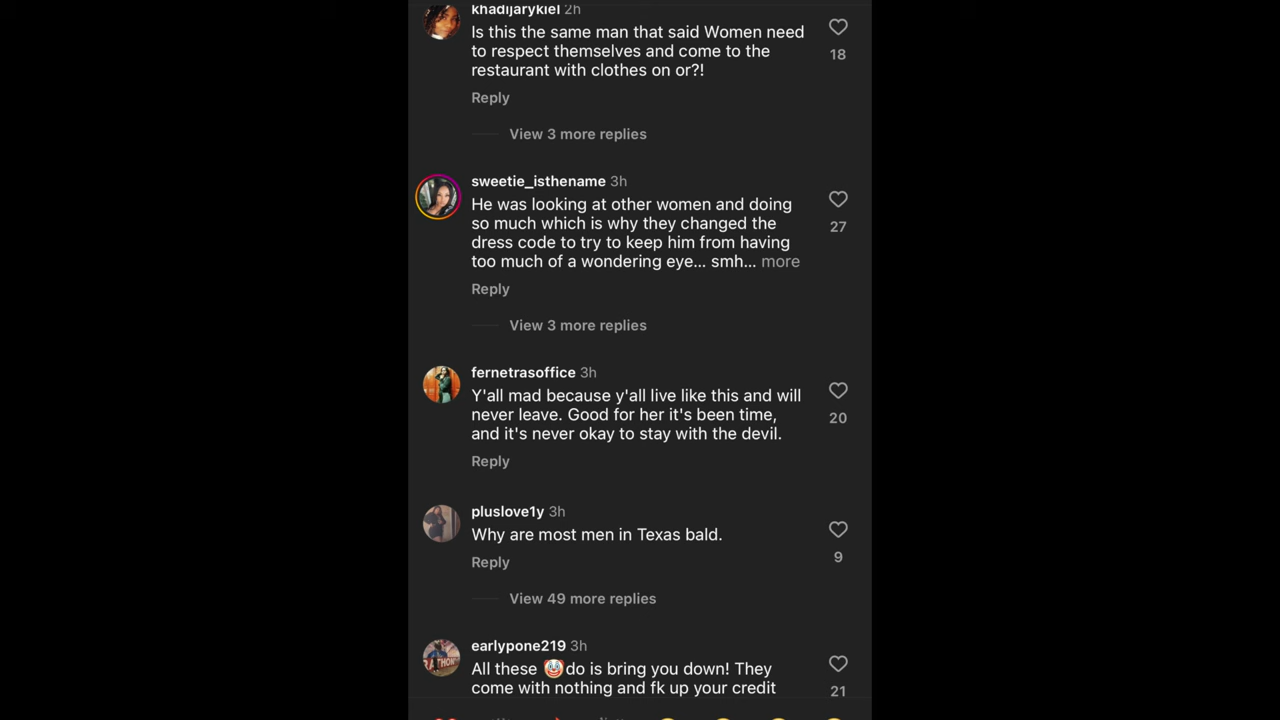 khadijarykiel 2h
Is this the same man that said Women need
to respect themselves and come to the
restaurant with clothes on or?!
18
Reply
View 3 more replies
sweetie_isthename 3h
He was looking at other women and doing
so much which is why they changed the
dress code to try to keep him from having
too much of a wondering eye... smh... more
27
Reply
View 3 more replies
fernetrasoffice 3h
Y'all mad because y'all live like this and will
never leave. Good for her it's been time,
and it's never okay to stay with the devil.
20
Reply
pluslove1y 3h
Why are most men in Texas bald.
9
Reply
View 49 more replies
earlypone219 3h
All these 🤡do is bring you down! They
come with nothing and fk up your credit
21